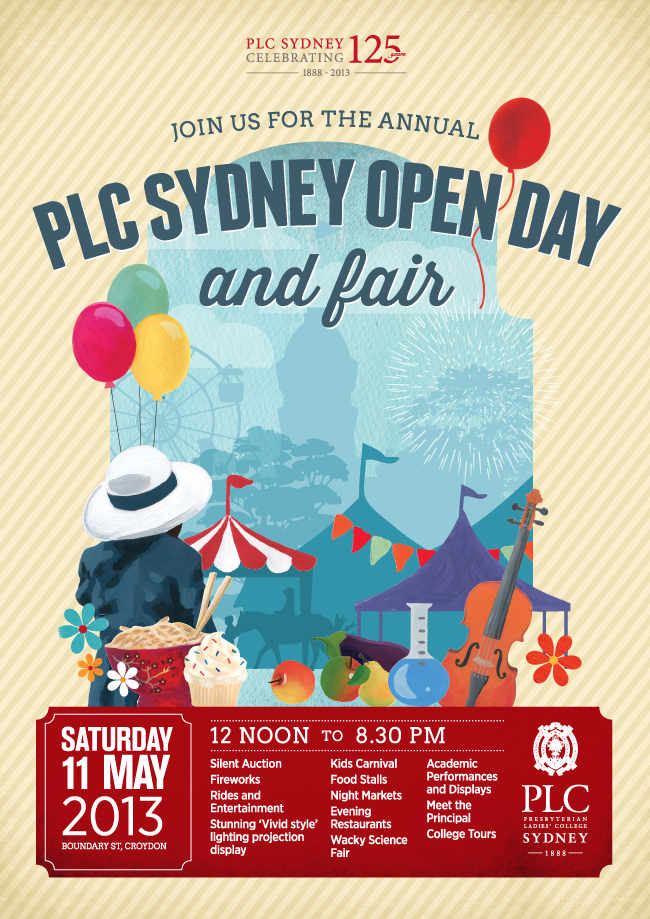 PLC SYDNEY
CELEBRATING 125 years
1888 - 2013
JOIN US FOR THE ANNUAL
PLC SYDNEY OPEN DAY
and fair
SATURDAY
11 MAY
2013
BOUNDARY ST, CROYDON
12 NOON TO 8.30 PM
Silent Auction
Fireworks
Rides and
Entertainment
Stunning ‘Vivid style’
lighting projection
display
Kids Carnival
Food Stalls
Night Markets
Evening
Restaurants
Wacky Science
Fair
Academic
Performances
and Displays
Meet the
Principal
College Tours
PLC
PRESBYTERIAN
LADIES' COLLEGE
SYDNEY
1888